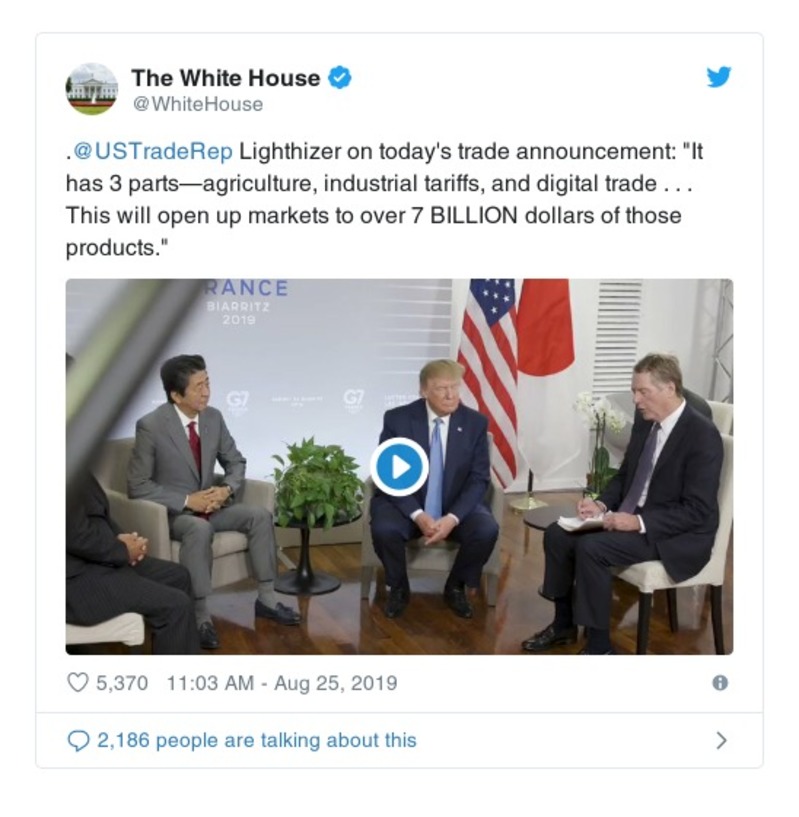 The White House
@WhiteHouse
.@USTradeRep Lighthizer on today's trade announcement: "It
has 3 parts—agriculture, industrial tariffs, and digital trade . . .
This will open up markets to over 7 BILLION dollars of those
products."
RANCE
BIARRITZ
2019
G7
G7
5,370 11:03 AM - Aug 25, 2019
2,186 people are talking about this